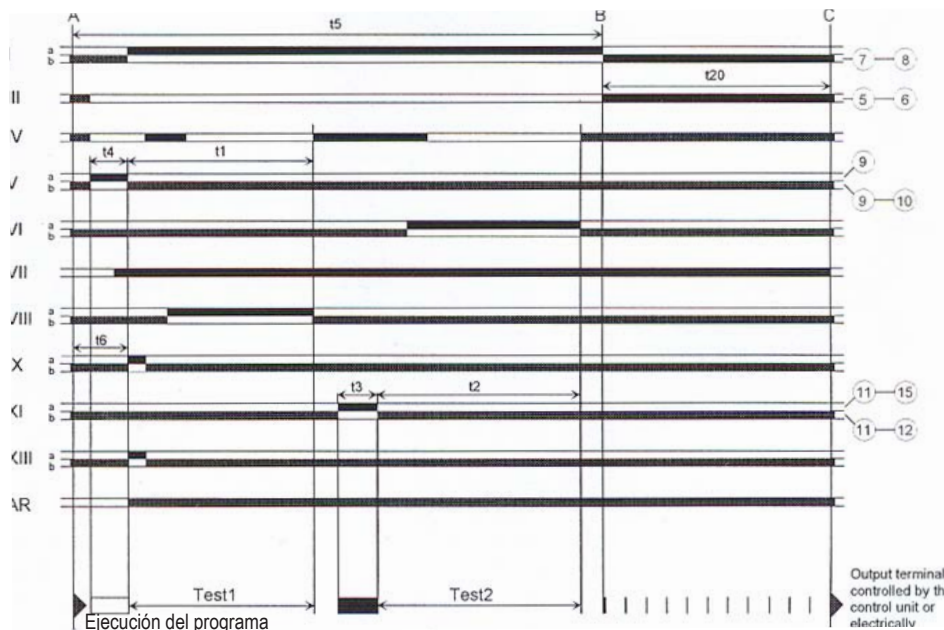 A t5 B C
a
b
7 8
t20
II
5 6
V
t4 t1
9
V a
b
9 10
VI a
b
VII
VIII a
b
t6
X a
b
t3 t2
11 15
XI a
b
11 12
XIII a
b
AR
Test1 Test2
Output terminal
controlled by th
control unit or
electrically
Ejecución del programa